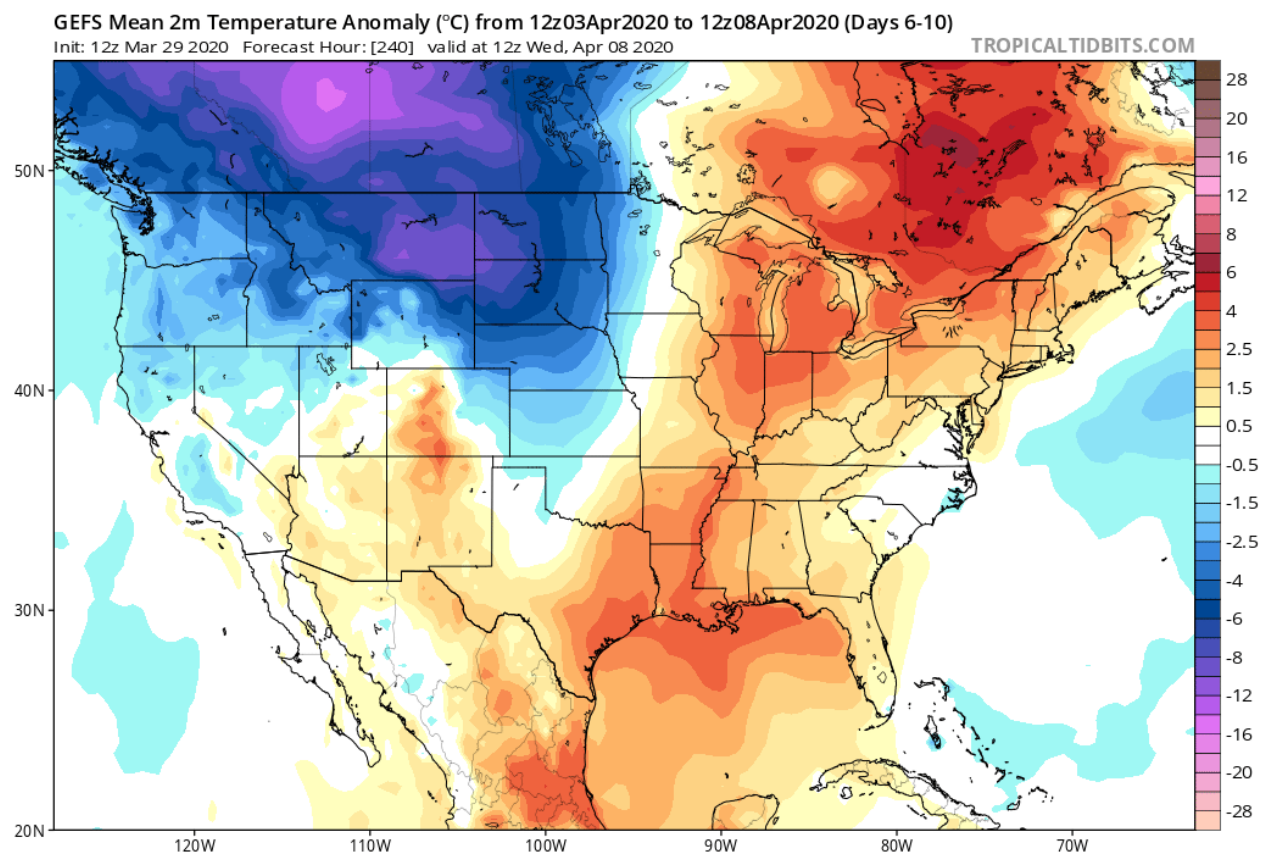 GEFS Mean 2m Temperature Anomaly (°C) from 12z03Apr2020 to 12z08Apr2020 (Days 6-10)
Init: 12z Mar 29 2020 Forecast Hour: [240] valid at 12z Wed, Apr 08 2020
TROPICALTIDBITS.COM
50N
40N
30N
20N
120W
110W
100W
90W
80W
70W
28
20
16
12
8
6
4
2.5
1.5
0.5
-0.5
-1.5
-2.5
-4
-6
-8
-12
-16
-20
-28